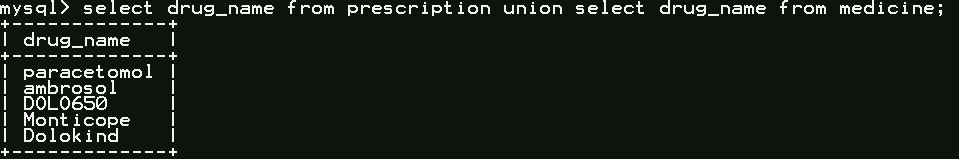 mysql> select drug_name from prescription union select drug_name from medicine;
+-------------+
| drug_name   |
+-------------+
| paracetomol |
| ambrosol    |
| DOLO650     |
| Monticope   |
| Dolokind    |
+-------------+